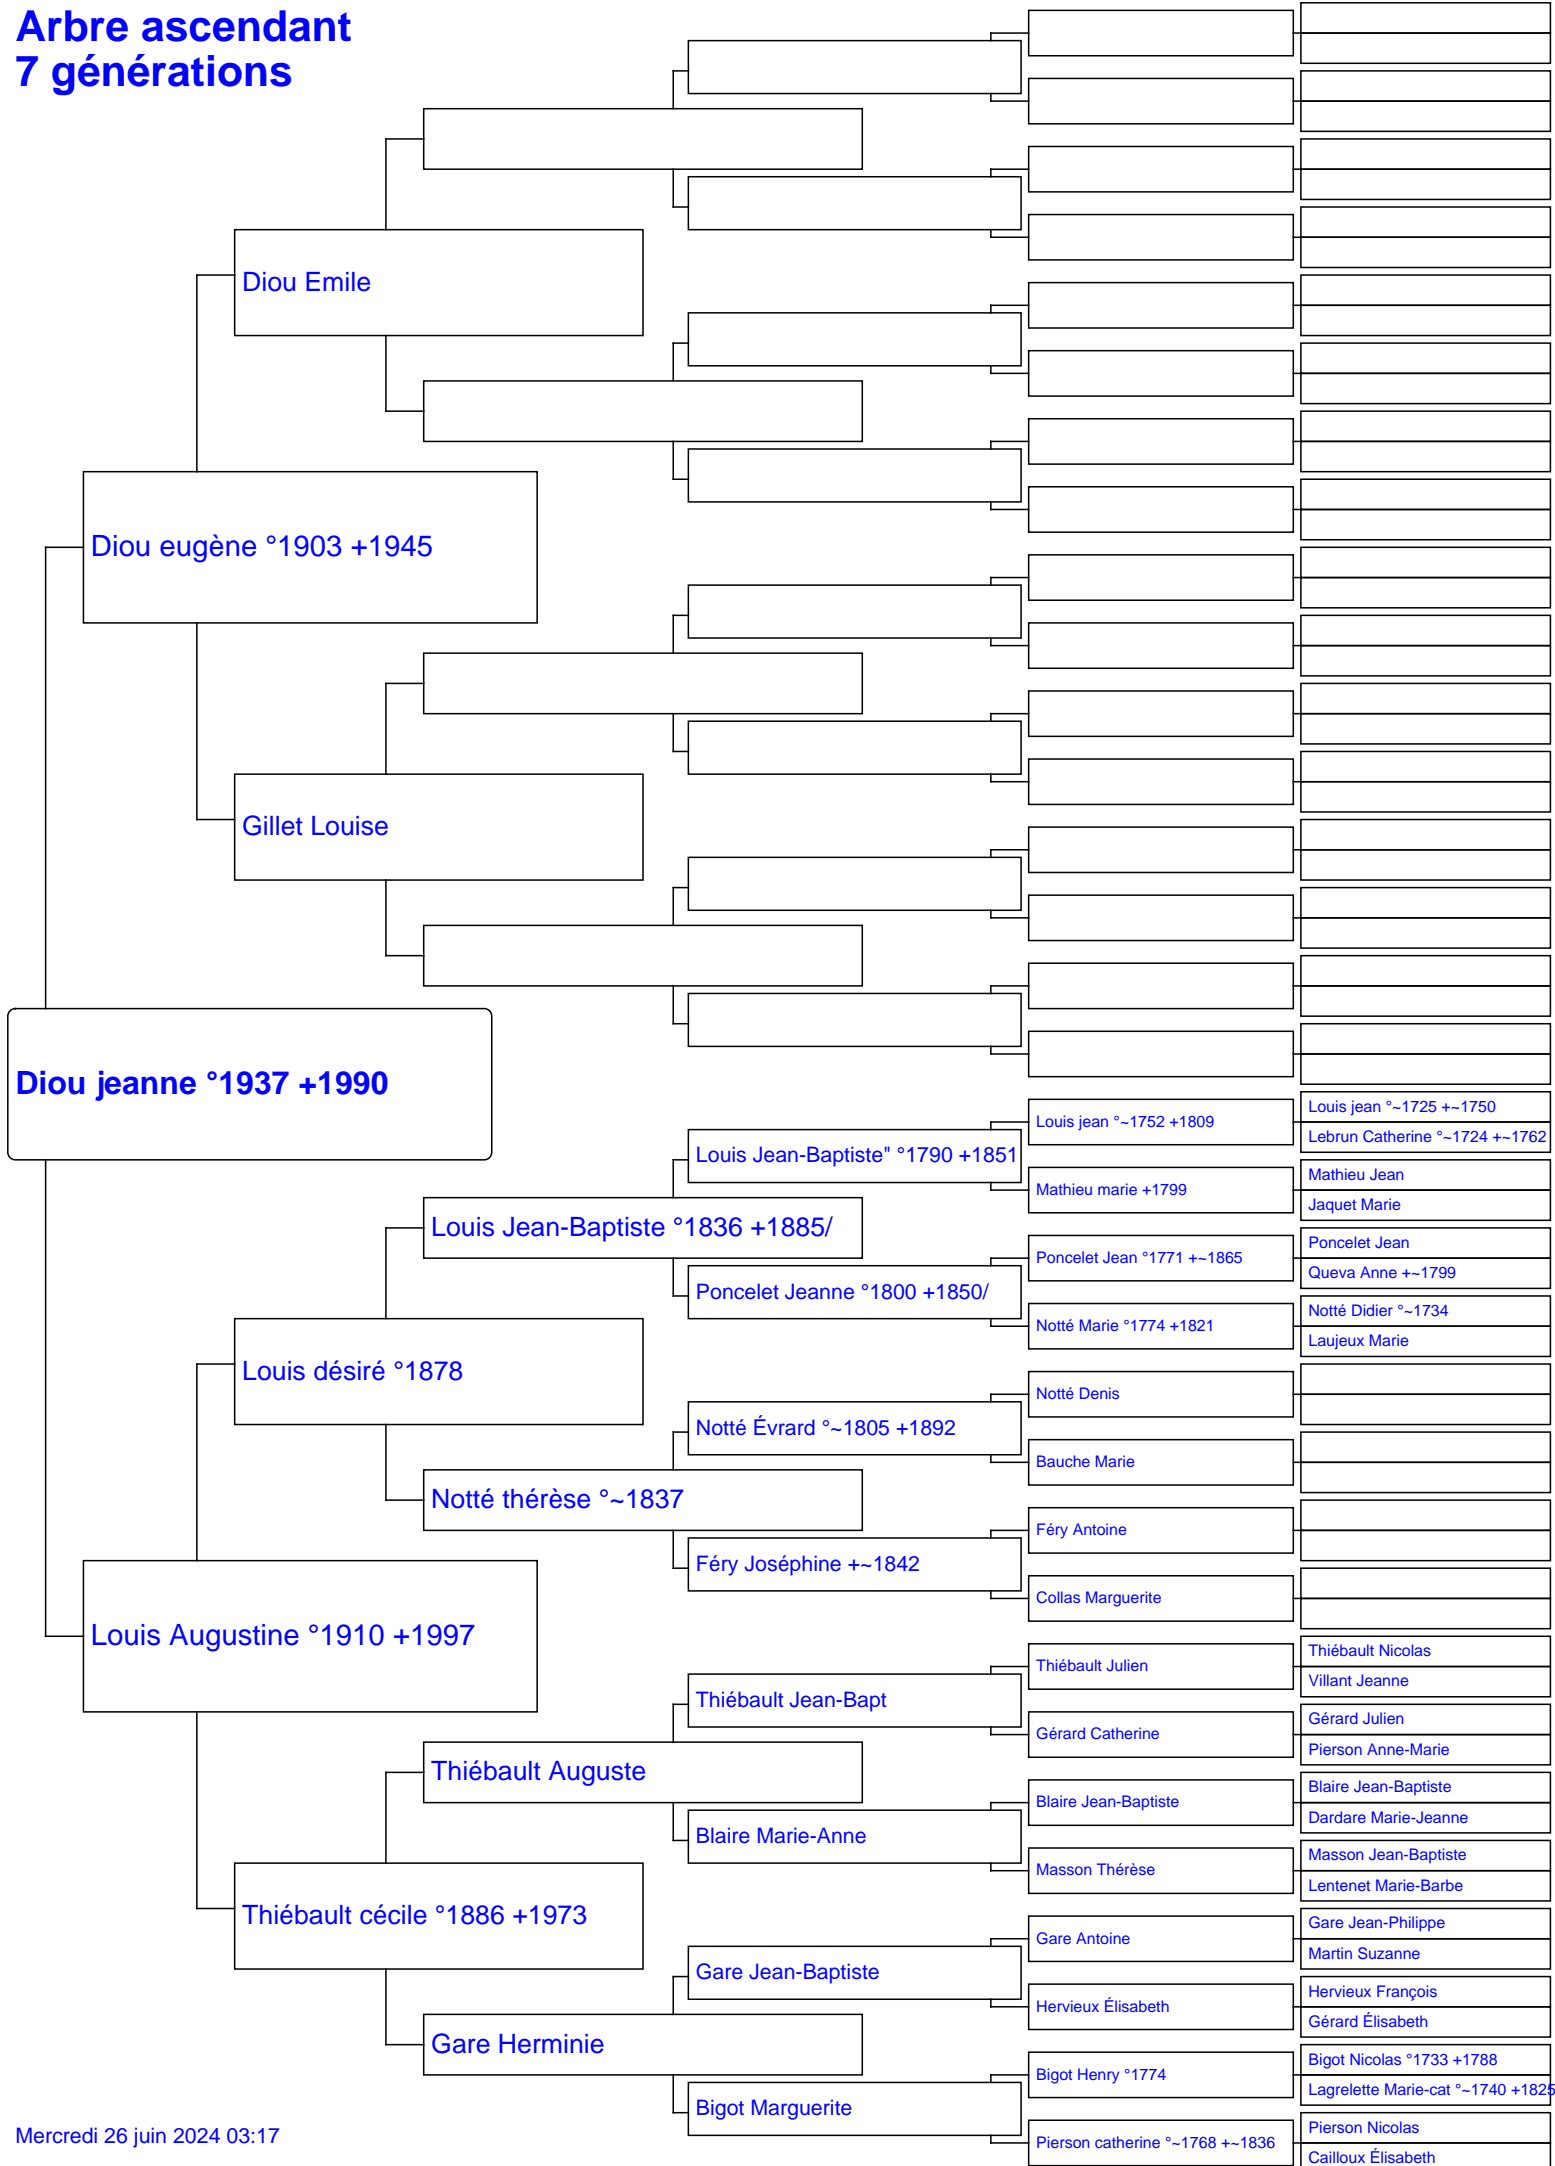 Arbre ascendant
7 générations
Diou Emile
Diou eugène °1903 +1945
Gillet Louise
Diou jeanne °1937 +1990
Louis jean °~1725 +~1750
Louis jean °~1752 +1809
Lebrun Catherine °~1724 +~1762
Louis Jean-Baptiste" °1790 +1851
Mathieu Jean
Mathieu marie +1799
Jaquet Marie
Louis Jean-Baptiste °1836 +1885/
Poncelet Jean
Poncelet Jean °1771 +~1865
Queva Anne +~1799
Poncelet Jeanne °1800 +1850/
Notté Didier °~1734
Notté Marie °1774 +1821
Laujeux Marie
Louis désiré °1878
Notté Denis
Notté Évrard °~1805 +1892
Bauche Marie
Notté thérèse °~1837
Féry Antoine
Féry Joséphine +~1842
Collas Marguerite
Louis Augustine °1910 +1997
Thiébault Nicolas
Thiébault Julien
Villant Jeanne
Thiébault Jean-Bapt
Gérard Julien
Gérard Catherine
Pierson Anne-Marie
Thiébault Auguste
Blaire Jean-Baptiste
Blaire Jean-Baptiste
Dardare Marie-Jeanne
Blaire Marie-Anne
Masson Jean-Baptiste
Masson Thérèse
Lentenet Marie-Barbe
Thiébault cécile °1886 +1973
Gare Jean-Philippe
Gare Antoine
Martin Suzanne
Gare Jean-Baptiste
Hervieux François
Hervieux Élisabeth
Gérard Élisabeth
Gare Herminie
Bigot Nicolas °1733 +1788
Bigot Henry °1774
Lagrelette Marie-cat °~1740 +1825
Bigot Marguerite
Pierson Nicolas
Pierson catherine °~1768 +~1836
Cailloux Élisabeth
Mercredi 26 juin 2024 03:17